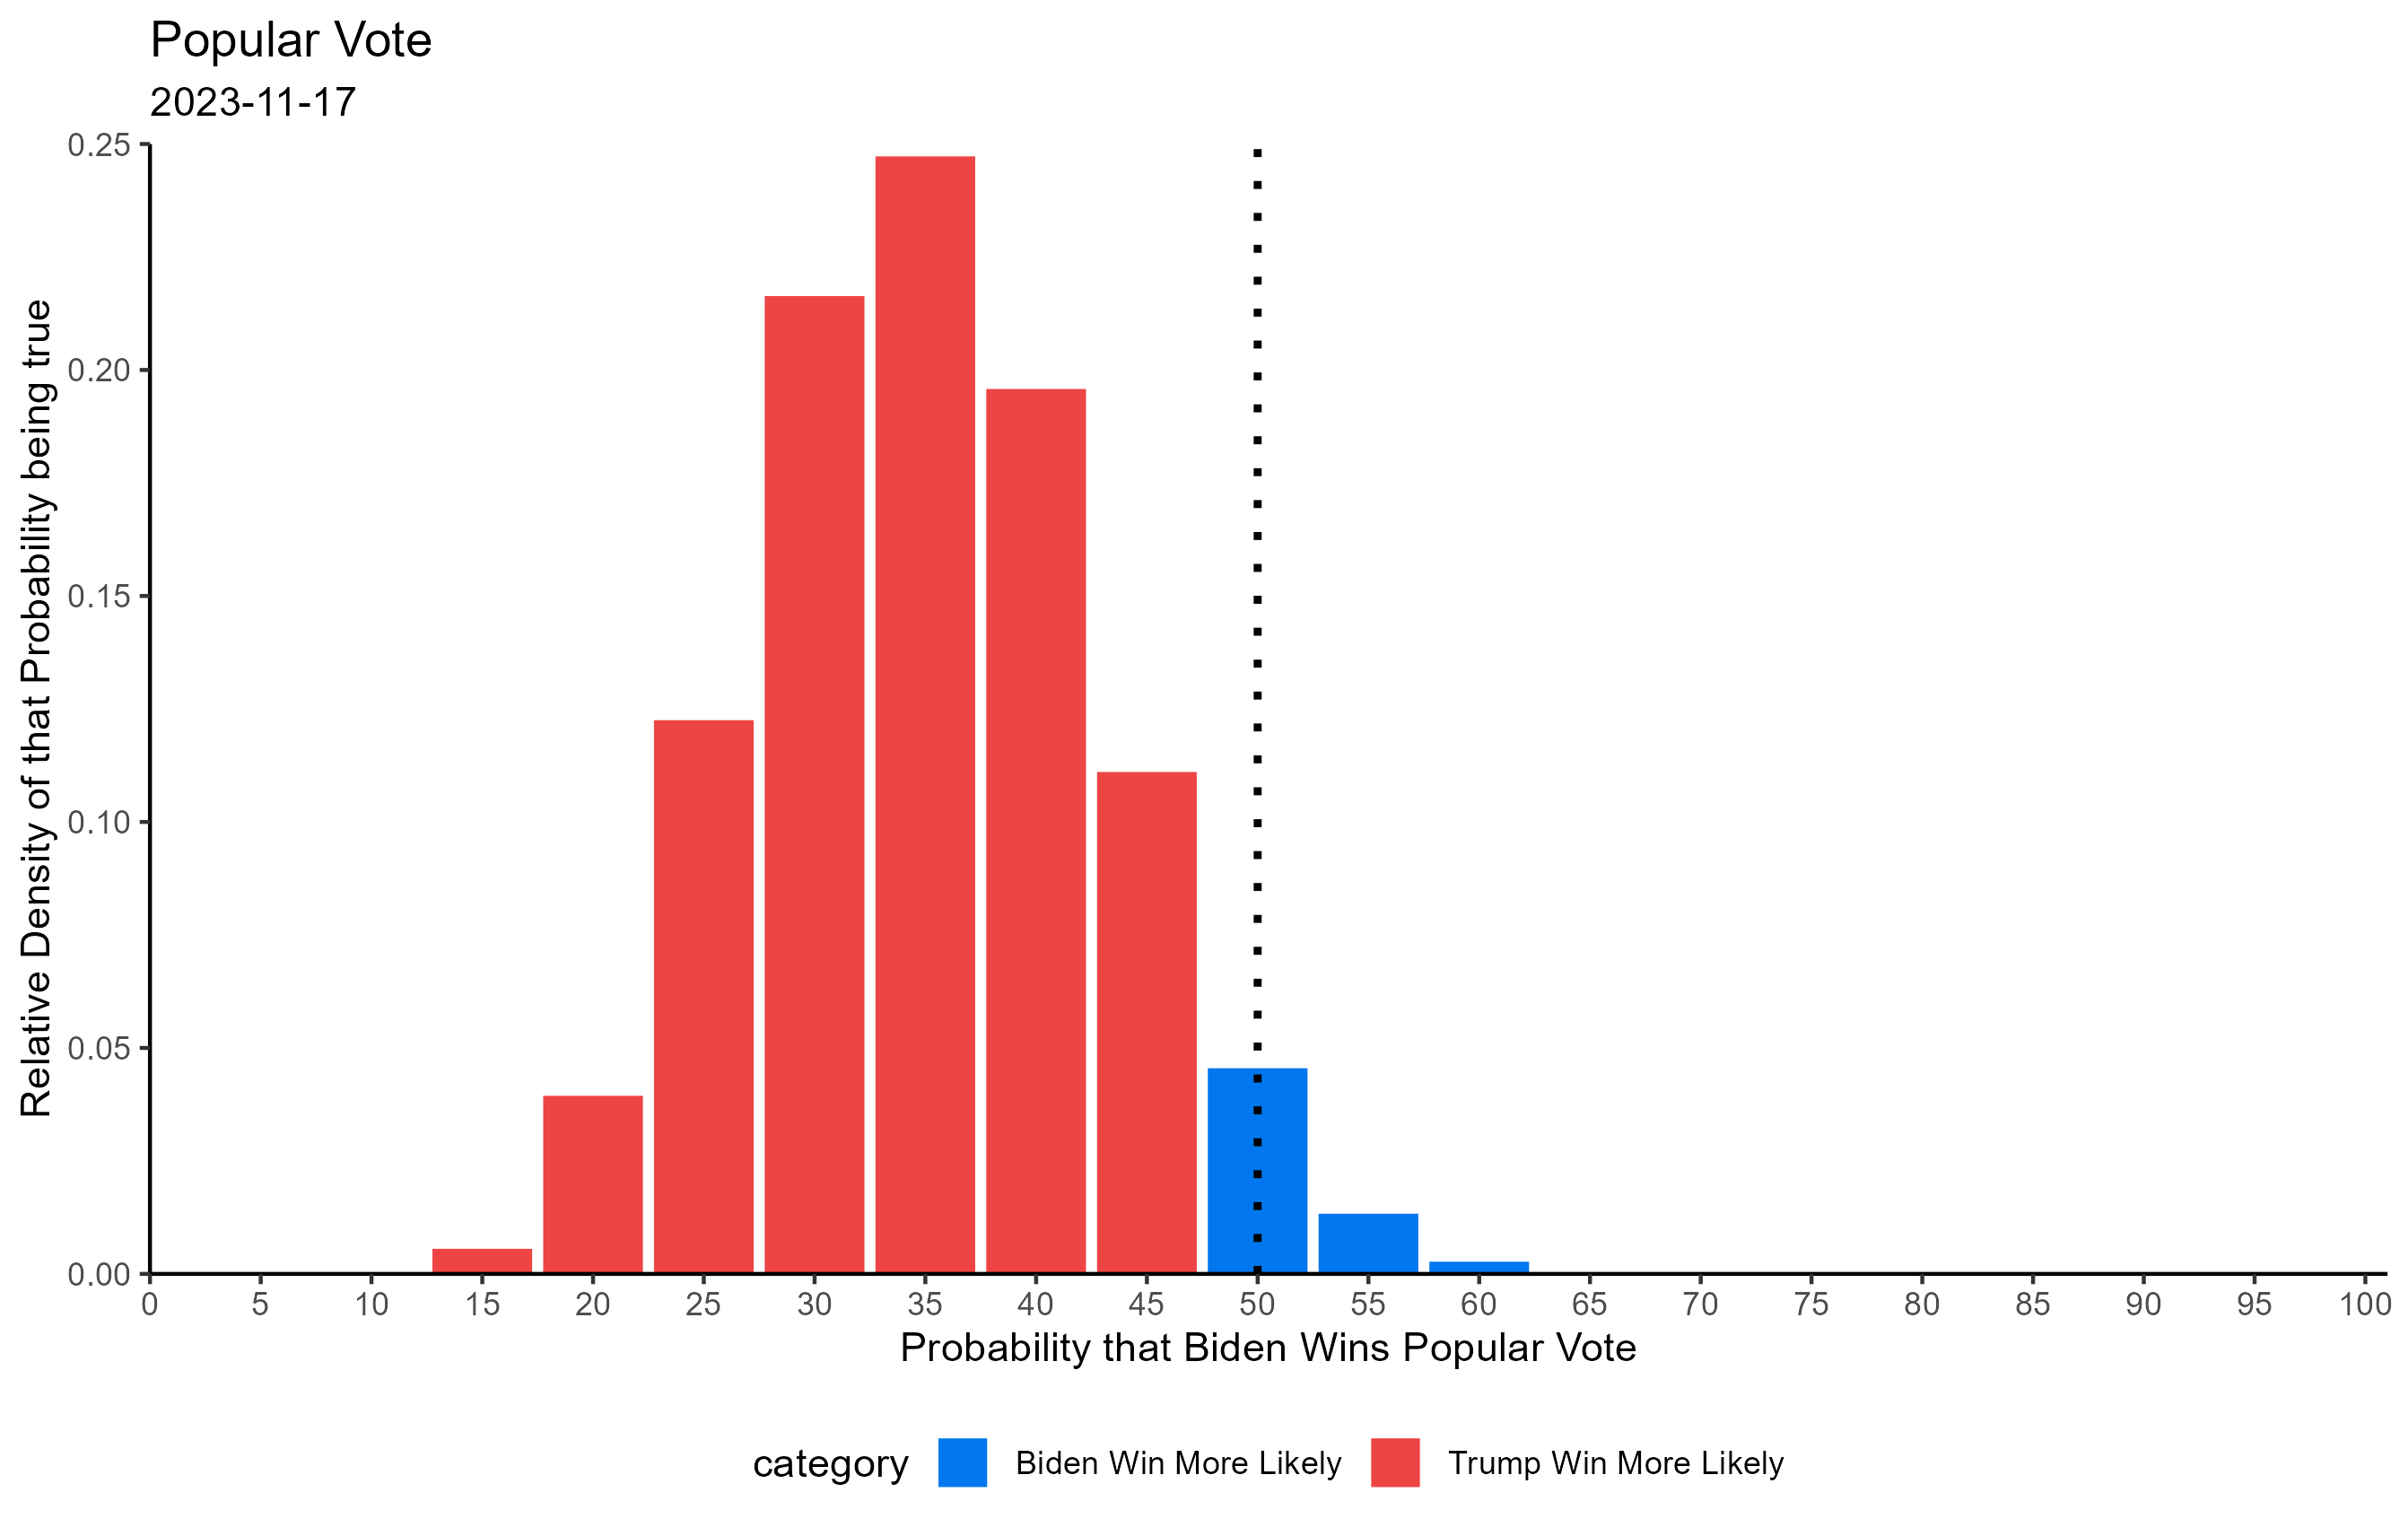 Popular Vote
2023-11-17
Relative Density of that Probability being true
0.25
0.20
0.15
0.10
0.05
0.00
0 5 10 15 20 25 30 35 40 45 50 55 60 65 70 75 80 85 90 95 100
Probability that Biden Wins Popular Vote
category Biden Win More Likely Trump Win More Likely